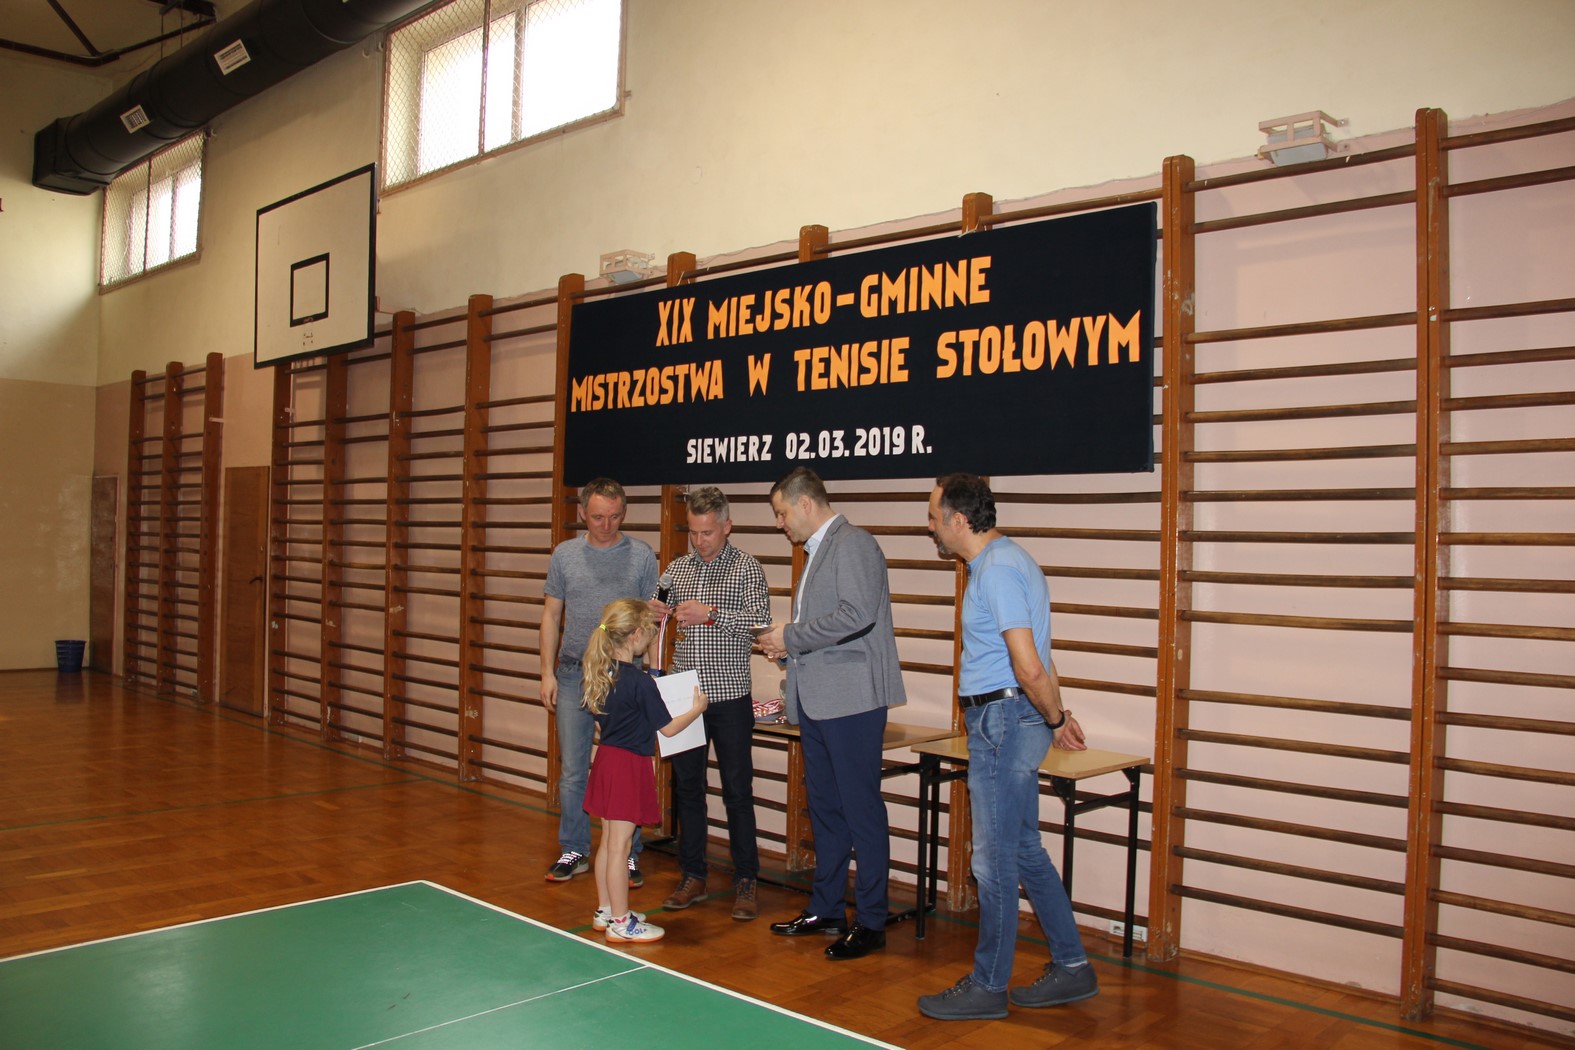 XIX MIEJSKO-GMINNE
MISTRZOSTWA W TENISIE STOŁOWYM
SIEWIERZ 02.03.2019 R.